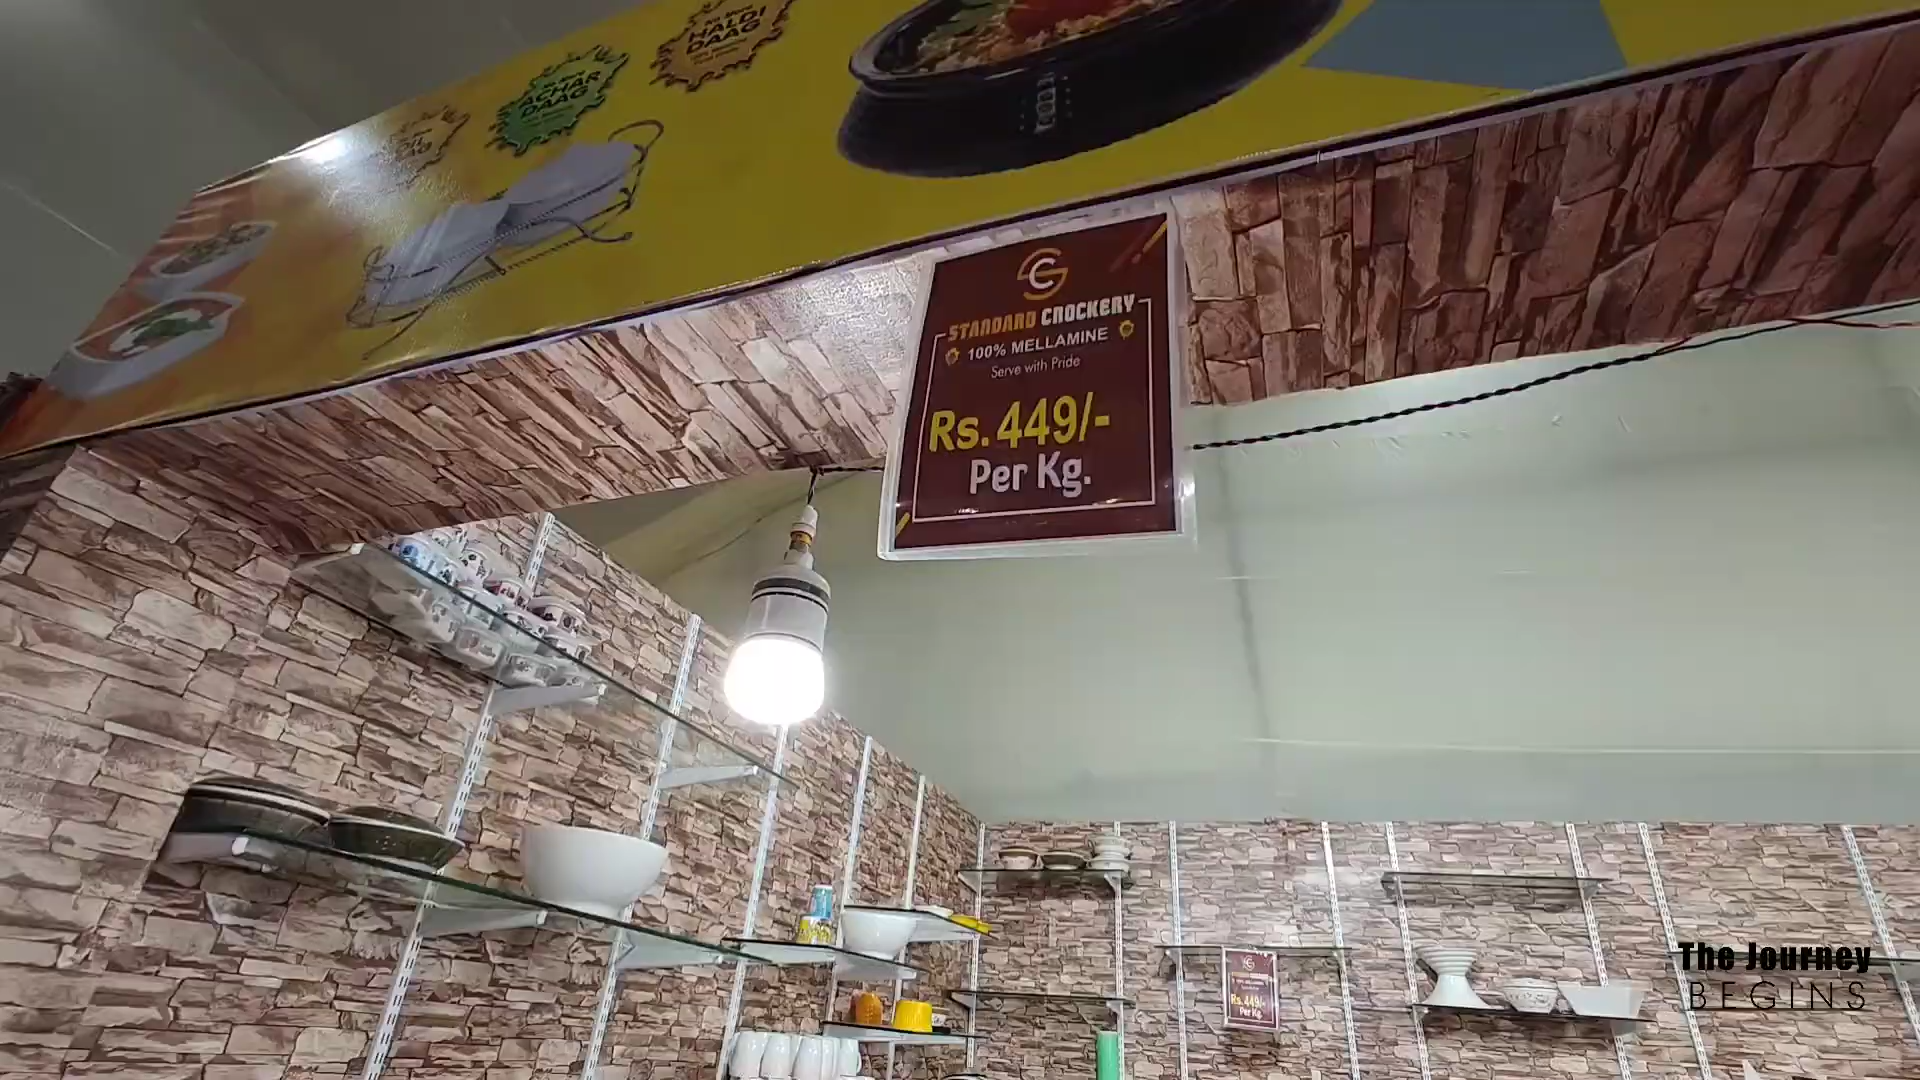 HALDI
DAAG
ACHAR
DAAG
STANDARD CROCKERY
100% MELLAMINE
Serve with Pride
Rs. 449/-
Per Kg.
Rs. 449/-
Per Kg.
The Journey
BEGINS